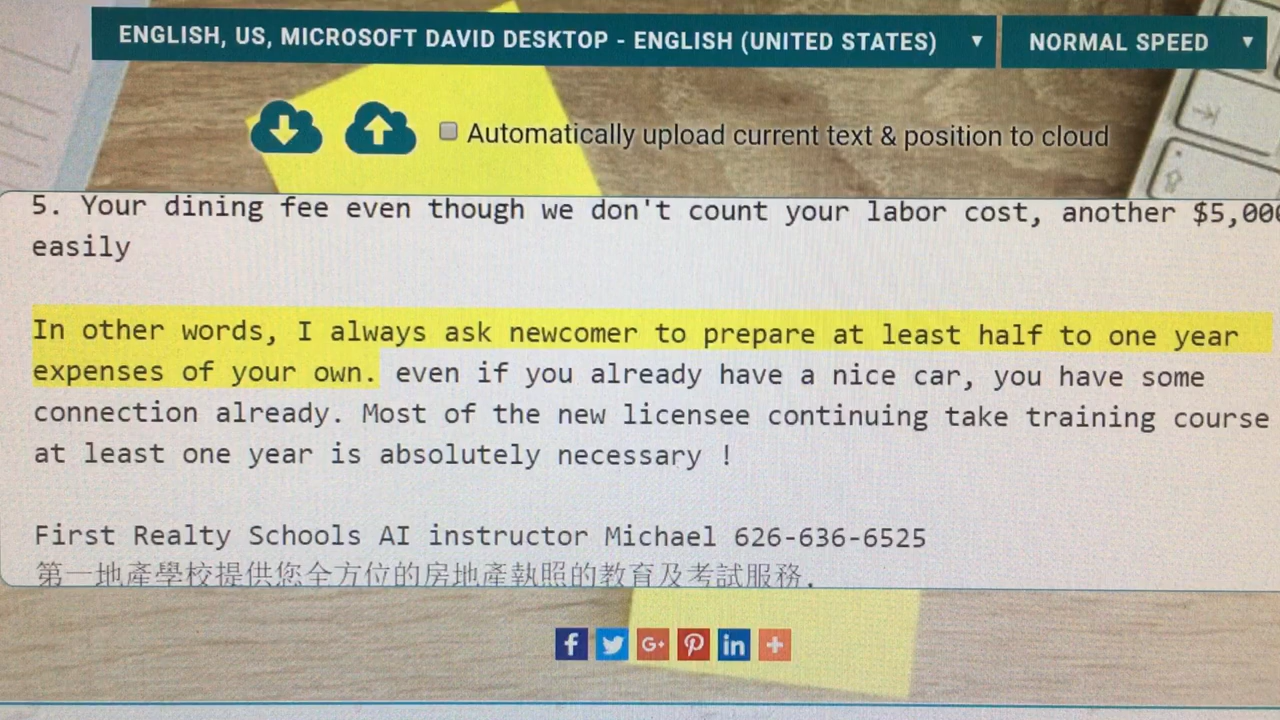 ENGLISH, US, MICROSOFT DAVID DESKTOP - ENGLISH (UNITED STATES)
NORMAL SPEED
Automatically upload current text & position to cloud
5. Your dining fee even though we don't count your labor cost, another $5,000
easily
In other words, I always ask newcomer to prepare at least half to one year
expenses of your own. even if you already have a nice car, you have some
connection already. Most of the new licensee continuing take training course
at least one year is absolutely necessary !
First Realty Schools AI instructor Michael 626-636-6525
第一地產學校提供您全方位的房地產執照的教育及考試服務.
f
G+
in